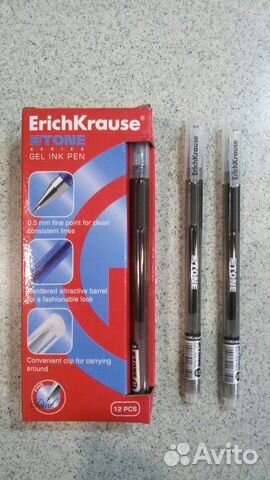 ErichKrause®
STONE
SERIES
GEL INK PEN
0.5 mm fine point for clean
consistent lines
attractive barrel
for a fashionable look
Convenient clip for carrying
around
12 PCS
ErichKrause
STONE
ErichKrause
STONE
Avito